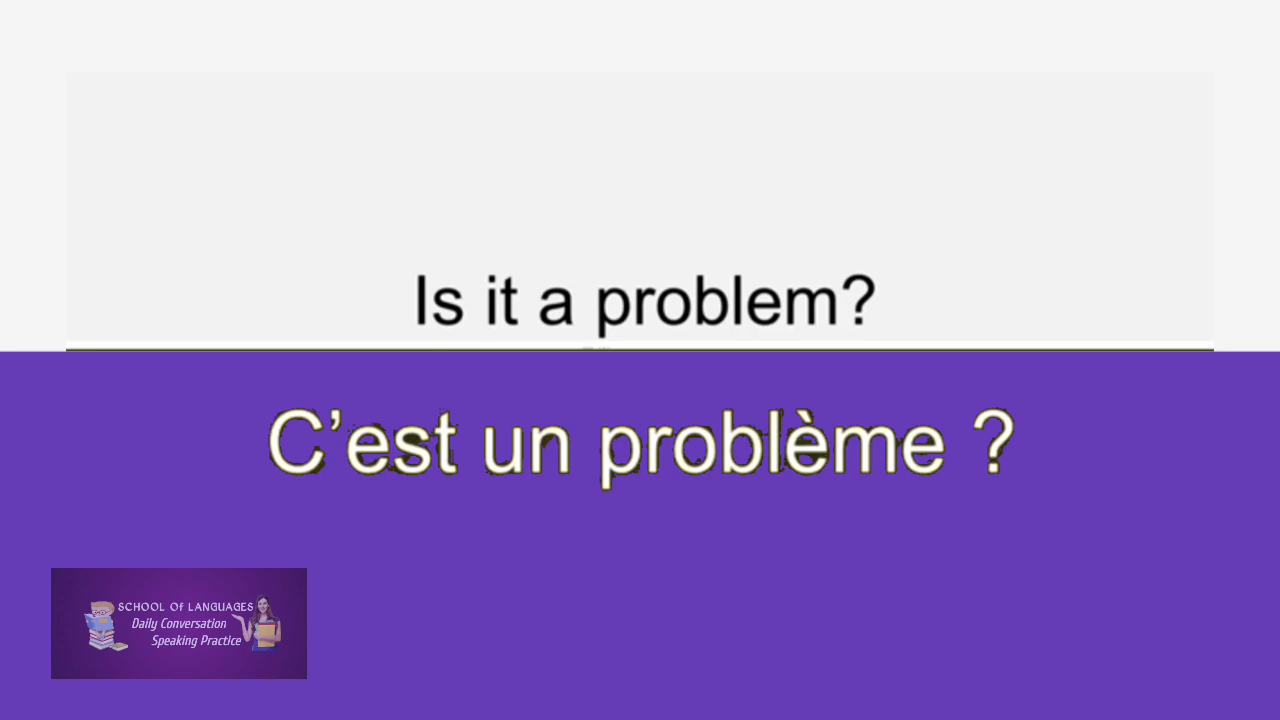 Is it a problem?
C’est un problème ?
SCHOOL Of LANGUAGES
Daily Conversation
Speaking Practice